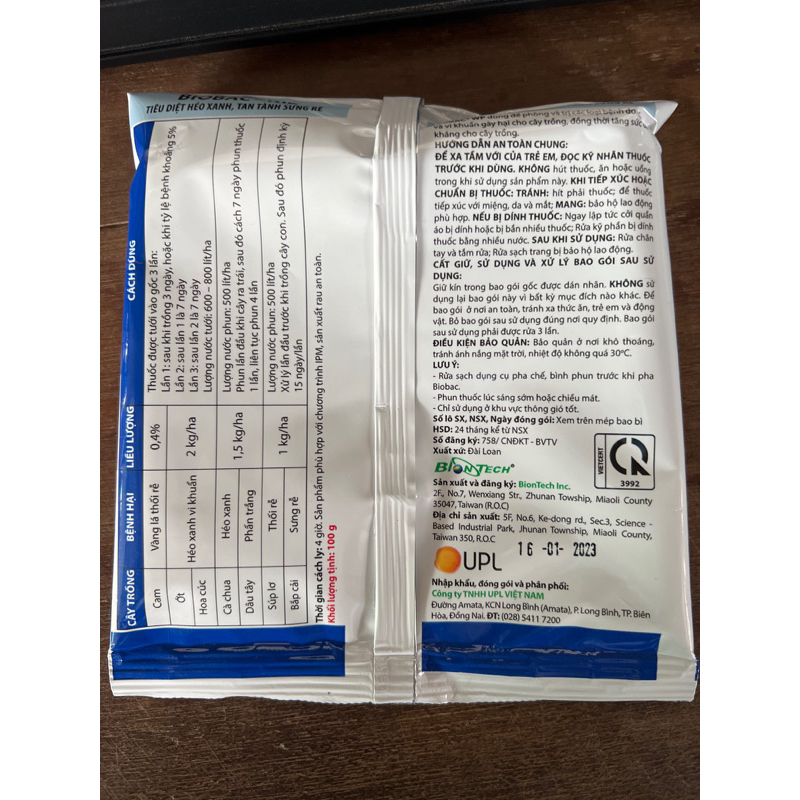 BIOBAC
TIÊU DIỆT HÉO XANH, TAN TÀNH SƯNG RỄ
CÂY TRỒNG BỆNH HẠI LIỀU LƯỢNG CÁCH DÙNG
Cam Vàng lá thối rễ 0,4% Thuốc được tưới vào gốc 3 lần:
Lần 1: sau khi trồng 3 ngày, hoặc khi tỷ lệ bệnh khoảng 5%
Ớt Héo xanh vi khuẩn 2 kg/ha Lần 2: sau lần 1 là 7 ngày
Hoa cúc Lần 3: sau lần 2 là 7 ngày
Lượng nước tưới: 600 – 800 lít/ha
Cà chua Héo xanh 1,5 kg/ha Lượng nước phun: 500 lít/ha
Dâu tây Phấn trắng Phun lần đầu khi cây ra trái, sau đó cách 7 ngày phun thuốc
1 lần, liên tục phun 4 lần
Súp lơ Thối rễ 1 kg/ha Lượng nước phun: 500 lít/ha
Bắp cải Sưng rễ Xử lý lần đầu trước khi trồng cây con. Sau đó phun định kỳ
15 ngày/lần
Thời gian cách ly: 4 giờ. Sản phẩm phù hợp với chương trình IPM, sản xuất rau an toàn.
Khối lượng tịnh: 100 g
WP dùng để phòng và trị các loại bệnh do
và vi khuẩn gây hại cho cây trồng, đồng thời tăng sức
kháng cho cây trồng.
HƯỚNG DẪN AN TOÀN CHUNG:
ĐỂ XA TẦM VỚI CỦA TRẺ EM, ĐỌC KỸ NHÃN THUỐC
TRƯỚC KHI DÙNG. KHÔNG hút thuốc, ăn hoặc uống
trong khi sử dụng sản phẩm này. KHI TIẾP XÚC HOẶC
CHUẨN BỊ THUỐC: TRÁNH: hít phải thuốc; để thuốc
tiếp xúc với miệng, da và mắt; MANG: bảo hộ lao động
phù hợp. NẾU BỊ DÍNH THUỐC: Ngay lập tức cởi quần
áo bị dính hoặc bị bắn nhiều thuốc; Rửa kỹ phần bị dính
thuốc bằng nhiều nước. SAU KHI SỬ DỤNG: Rửa chân
tay và tắm rửa; Rửa sạch trang bị bảo hộ lao động.
CẤT GIỮ, SỬ DỤNG VÀ XỬ LÝ BAO GÓI SAU SỬ
DỤNG:
Giữ kín trong bao gói gốc được dán nhãn. KHÔNG sử
dụng lại bao gói này vì bất kỳ mục đích nào khác. Để
bao gói ở nơi an toàn, tránh xa thức ăn, trẻ em và động
vật. Bỏ bao gói sau sử dụng đúng nơi quy định. Bao gói
sau sử dụng phải được rửa 3 lần.
ĐIỀU KIỆN BẢO QUẢN: Bảo quản ở nơi khô thoáng,
tránh ánh nắng mặt trời, nhiệt độ không quá 30ºC.
LƯU Ý:
- Rửa sạch dụng cụ pha chế, bình phun trước khi pha
Biobac.
- Phun thuốc lúc sáng sớm hoặc chiều mát.
- Chỉ sử dụng ở khu vực thông gió tốt.
Số lô SX, NSX, Ngày đóng gói: Xem trên mép bao bì
HSD: 24 tháng kể từ NSX
Số đăng ký: 758/ CNĐKT - BVTV
Xuất xứ: Đài Loan
VIETCERT
3992
BIONTECH®
Sản xuất và đăng ký: BionTech Inc.
2F, No.7, Wenxiang Str., Zhunan Towship, Miaoli County
35047, Taiwan (R.O.C)
Địa chỉ sản xuất: 5F, No.6, Ke-dong rd., Sec.3, Science -
Based Industrial Park, Jhunan Township, Miaoli County,
Taiwan 350, R.O.C
UPL
16 -01- 2023
Nhập khẩu, đóng gói và phân phối:
Công ty TNHH UPL VIỆT NAM
Đường Amata, KCN Long Bình (Amata), P. Long Bình, TP. Biên
Hòa, Đồng Nai. ĐT: (028) 5411 7200